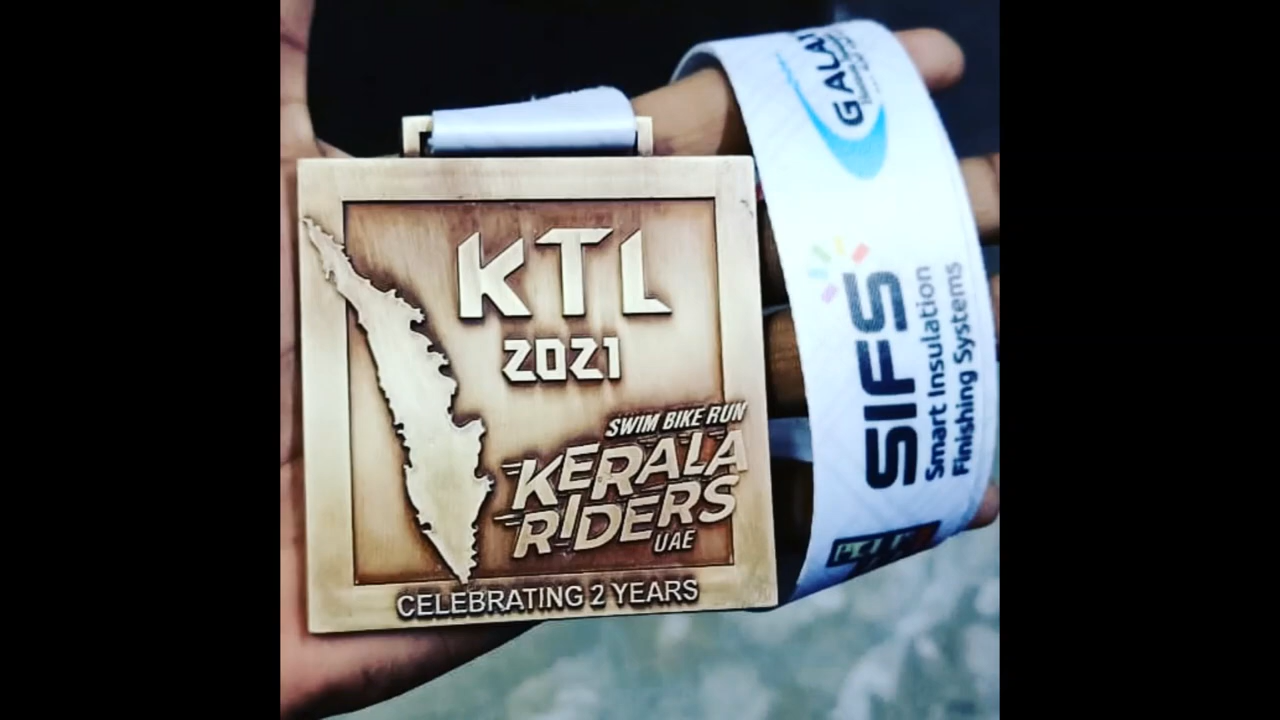 KTL
2021
SWIM BIKE RUN
KERALA
RIDERS
UAE
CELEBRATING 2 YEARS
SIFS
Smart Insulation
Finishing Systems